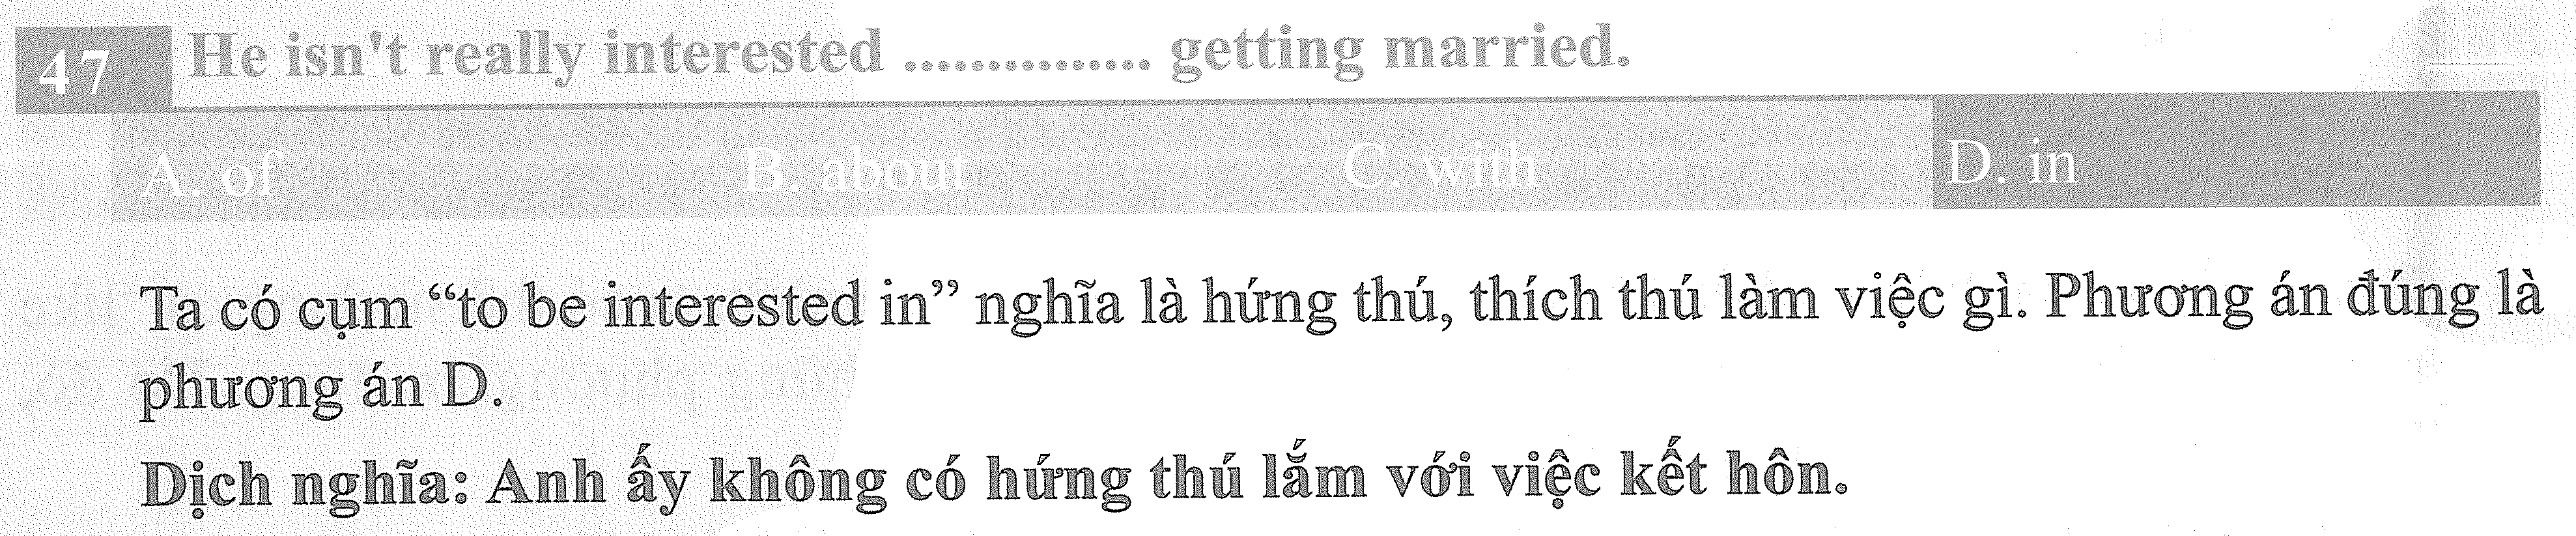 47 He isn't really interested .............. getting married.
A. of B. about C. with D. in
Ta có cụm “to be interested in” nghĩa là hứng thú, thích thú làm việc gì. Phương án đúng là
phương án D.
Dịch nghĩa: Anh ấy không có hứng thú lắm với việc kết hôn.